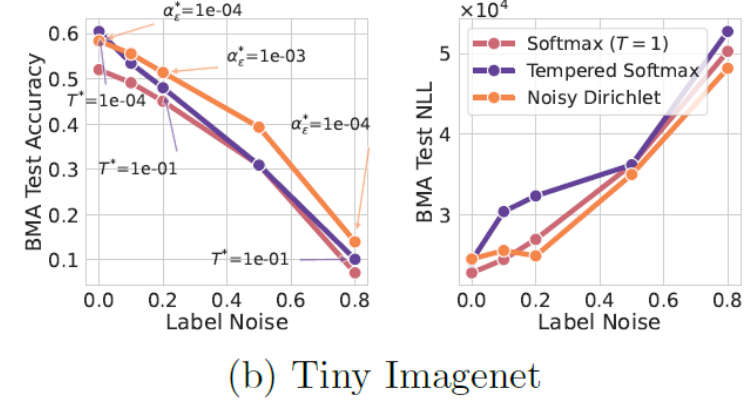 α*ε=1e-04
×10⁴
0.6
0.5
0.4
0.3
0.2
0.1
BMA Test Accuracy
α*ε=1e-03
T*=1e-04
α*ε=1e-04
T*=1e-01
T*=1e-01
0.0 0.2 0.4 0.6 0.8
Label Noise
5
4
3
BMA Test NLL
Softmax (T = 1)
Tempered Softmax
Noisy Dirichlet
0.0 0.2 0.4 0.6 0.8
Label Noise
(b) Tiny Imagenet